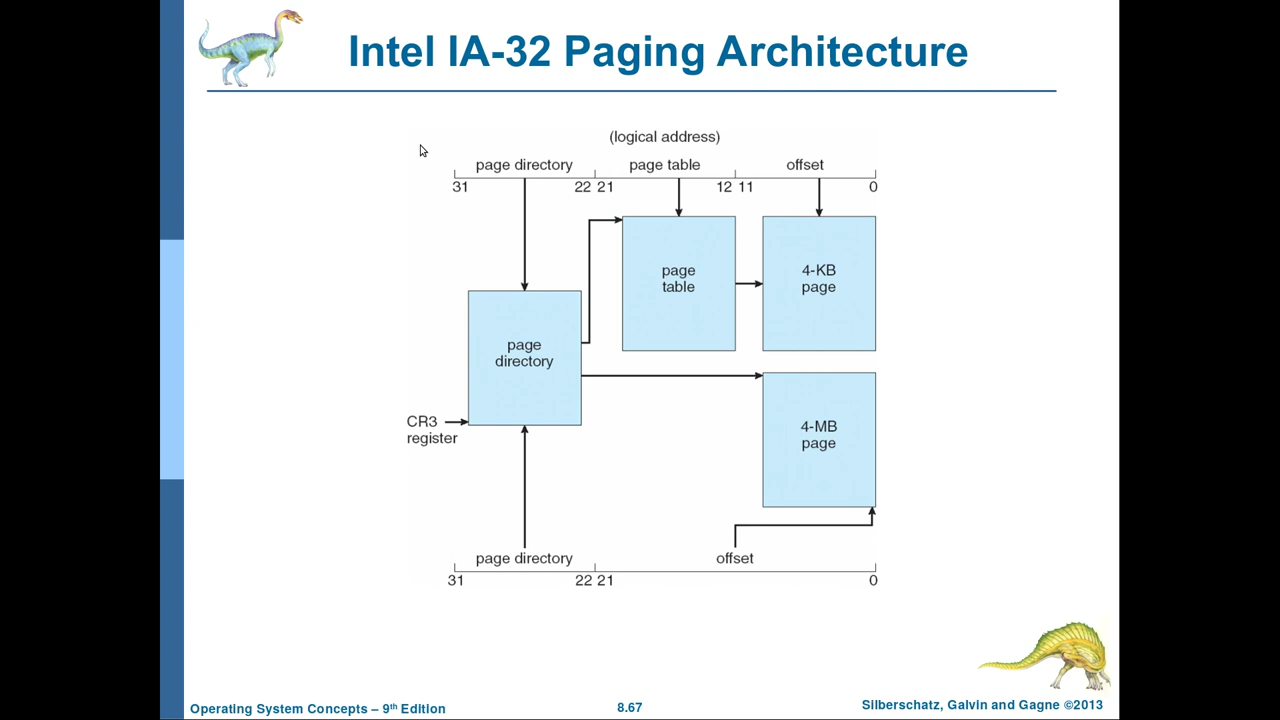 Intel IA-32 Paging Architecture
(logical address)
page directory page table offset
31 22 21 12 11 0
page
table
4-KB
page
page
directory
CR3
register
4-MB
page
page directory offset
31 22 21 0
Operating System Concepts – 9th Edition 8.67 Silberschatz, Galvin and Gagne ©2013